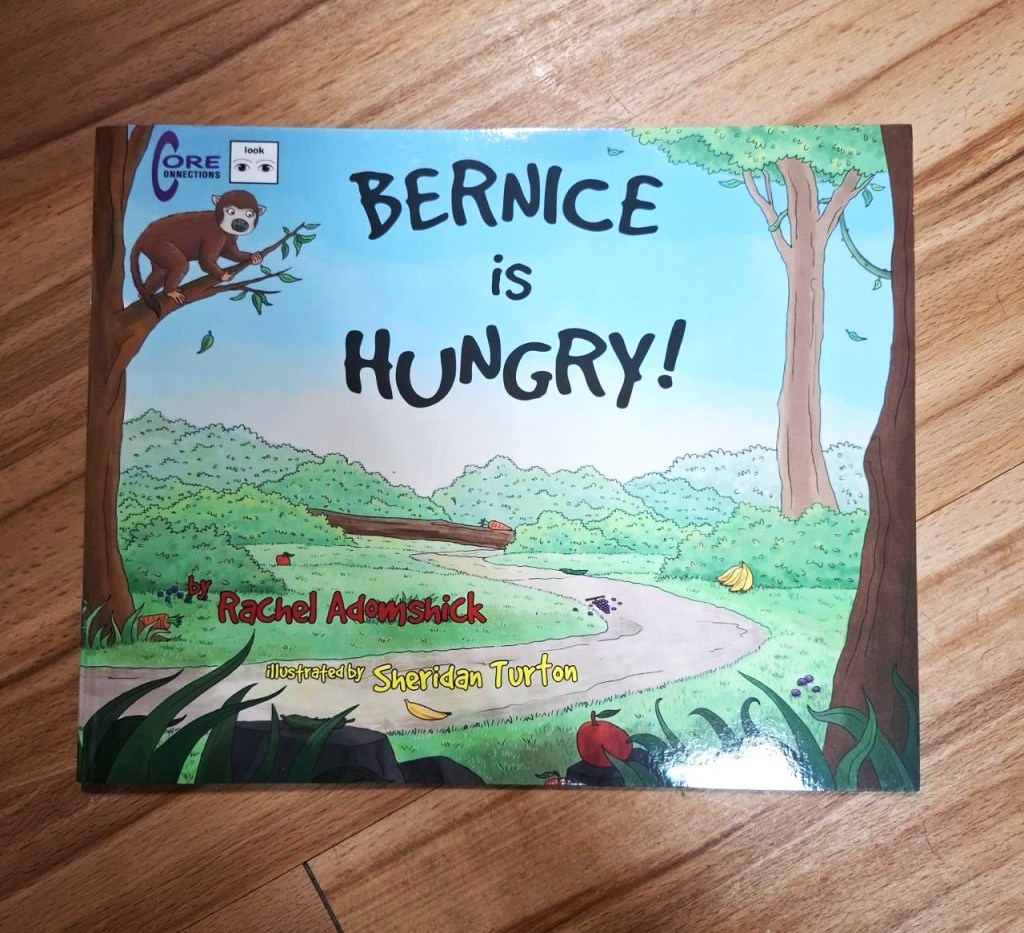 CORE
CONNECTIONS
look
BERNICE
is
HUNGRY!
by
Rachel Adomshick
illustrated by Sheridan Turton